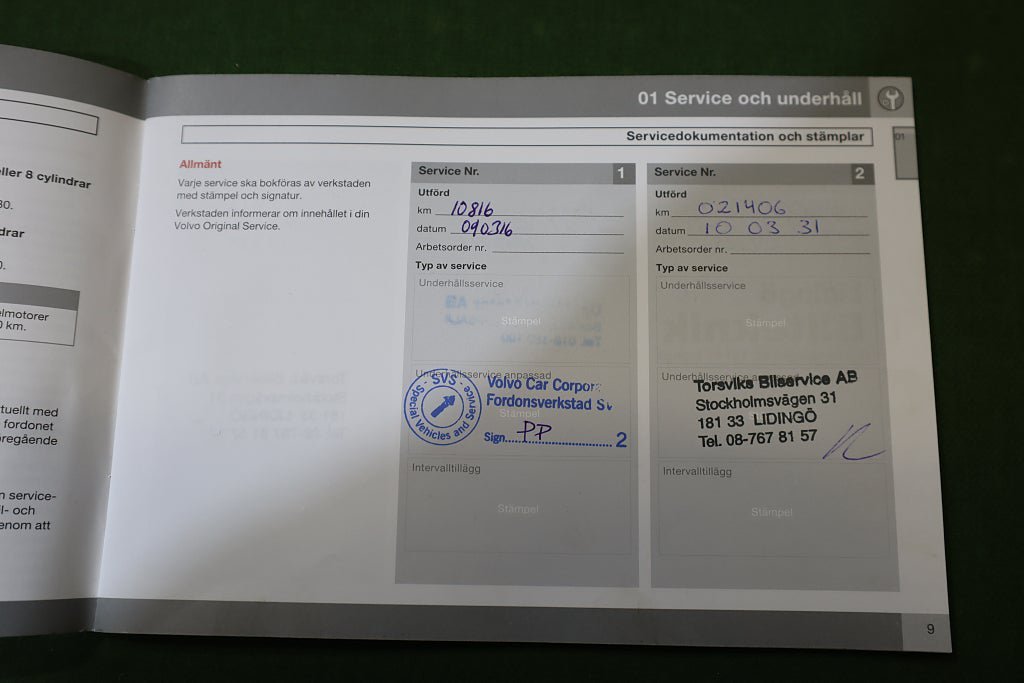 ller 8 cylindrar
30.
drar
0.
elmotorer
0 km.
tuellt med
fordonet
regående
n service-
l- och
enom att
01 Service och underhåll
Servicedokumentation och stämplar
01
Allmänt
Varje service ska bokföras av verkstaden
med stämpel och signatur.
Verkstaden informerar om innehållet i din
Volvo Original Service.
Service Nr. 1
Utförd
km 10816
datum 090316
Arbetsorder nr.
Typ av service
Underhållsservice
Stämpel
Underhållsservice anpassad
Stämpel
SVS - Special Vehicles and Service
Volvo Car Corpor
Fordonsverkstad SV
Sign PP 2
Intervalltillägg
Stämpel
Service Nr. 2
Utförd
km 021406
datum 10 03 31
Arbetsorder nr.
Typ av service
Underhållsservice
Stämpel
Underhållsservice anpassad
Torsviks Bilservice AB
Stockholmsvägen 31
181 33 LIDINGÖ
Tel. 08-767 81 57
Intervalltillägg
Stämpel
9